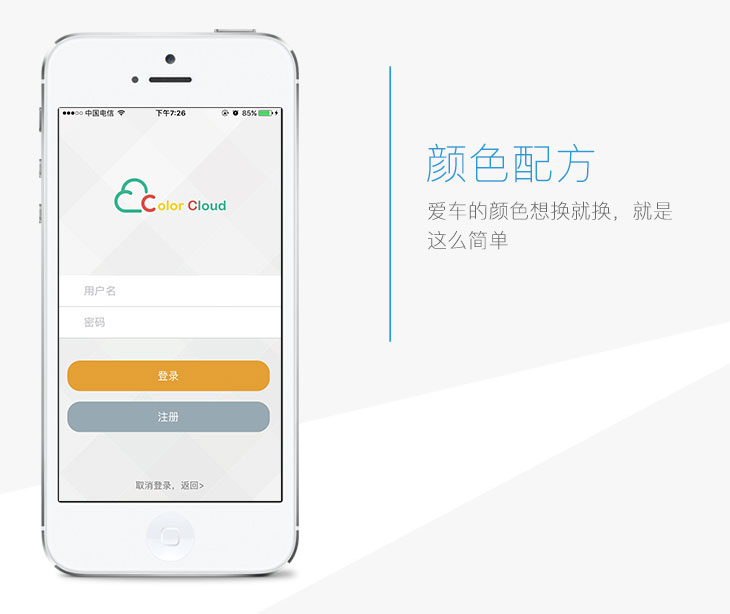 中国电信 下午7:26 85%
Color Cloud
用户名
密码
登录
注册
取消登录，返回>
颜色配方
爱车的颜色想换就换，就是
这么简单